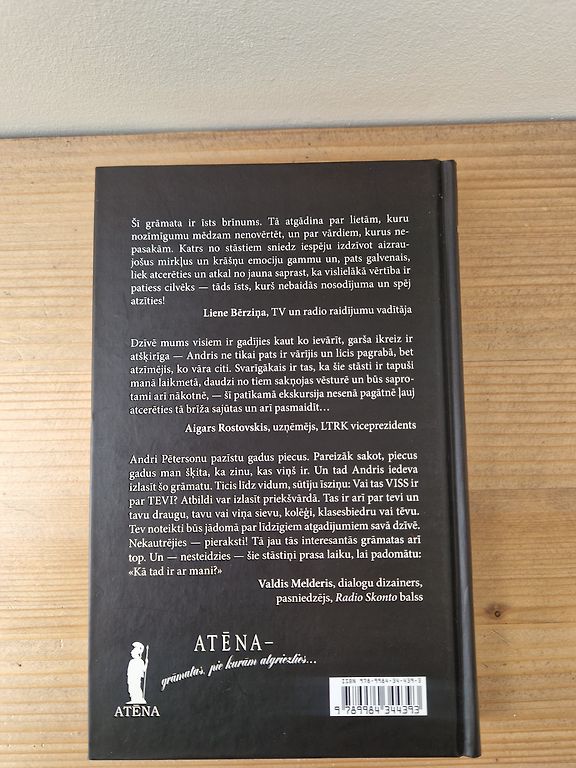 Šī grāmata ir īsts brīnums. Tā atgādina par lietām, kuru
nozīmīgumu mēdzam nenovērtēt, un par vārdiem, kurus ne-
pasakām. Katrs no stāstiem sniedz iespēju izdzīvot aizrau-
jošus mirkļus un krāšņu emociju gammu un, pats galvenais,
liek atcerēties un atkal no jauna saprast, ka vislielākā vērtība ir
patiess cilvēks — tāds īsts, kurš nebaidās nosodījuma un spēj
atzīties!
Liene Bērziņa, TV un radio raidījumu vadītāja
Dzīvē mums visiem ir gadījies kaut ko ievārīt, garša ikreiz ir
atšķirīga — Andris ne tikai pats ir vārījis un licis pagrabā, bet
atzīmējis, ko vāra citi. Svarīgākais ir tas, ka šie stāsti ir tapuši
manā laikmetā, daudzi no tiem sakņojas vēsturē un būs sapro-
tami arī nākotnē, — šī patīkamā ekskursija nesenā pagātnē ļauj
atcerēties tā brīža sajūtas un arī pasmaidīt...
Aigars Rostovskis, uzņēmējs, LTRK viceprezidents
Andri Pētersonu pazīstu gadus piecus. Pareizāk sakot, piecus
gadus man šķita, ka zinu, kas viņš ir. Un tad Andris iedeva
izlasīt šo grāmatu. Ticis līdz vidum, sūtīju īsziņu: Vai tas VISS ir
par TEVI? Atbildi var izlasīt priekšvārdā. Tas ir arī par tevi un
tavu draugu, tavu vai viņa sievu, kolēģi, klasesbiedru vai tēvu.
Tev noteikti būs jādomā par līdzīgiem atgadījumiem savā dzīvē.
Nekautrējies — pieraksti! Tā jau tās interesantās grāmatas arī
top. Un — nesteidzies — šie stāstiņi prasa laiku, lai padomātu:
«Kā tad ir ar mani?»
Valdis Melderis, dialogu dizainers,
pasniedzējs, Radio Skonto balss
ATĒNA–
grāmatas, pie kurām atgriezties...
ATĒNA
ISBN 978-9984-34-439-3
9 789984 344393